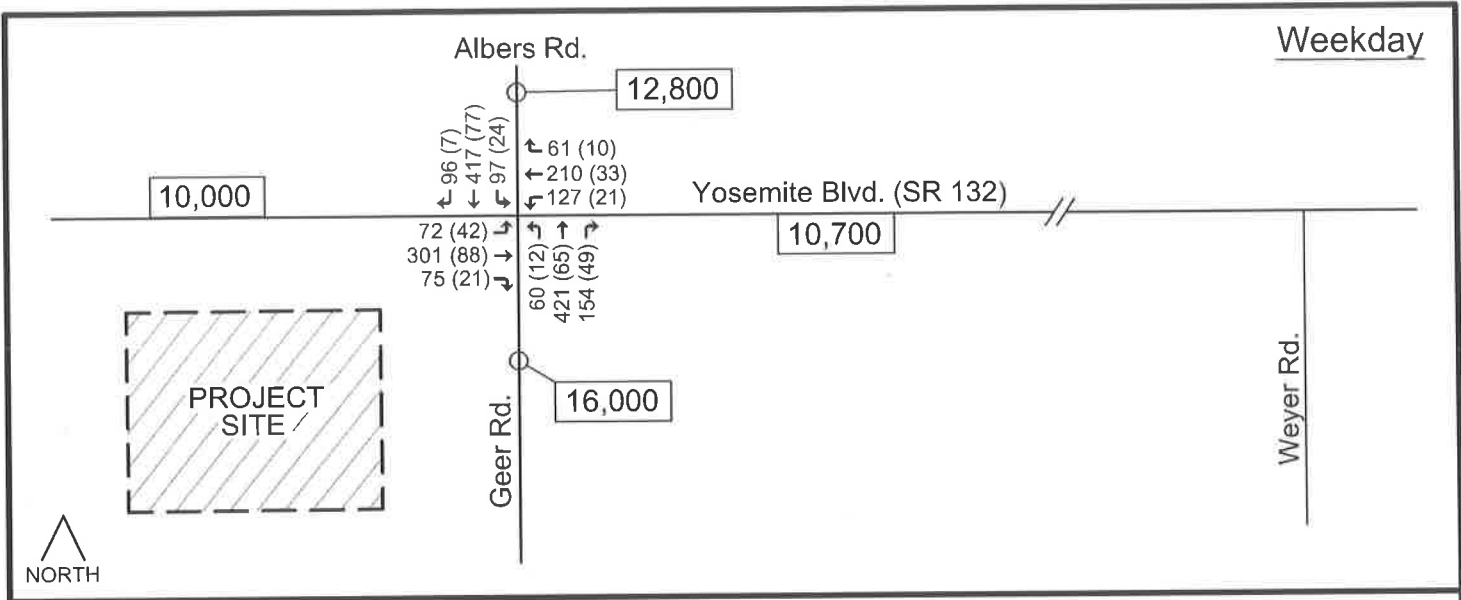 Weekday
Albers Rd.
12,800
96 (7)
417 (77)
97 (24)
61 (10)
210 (33)
127 (21)
10,000
Yosemite Blvd. (SR 132)
10,700
72 (42)
301 (88)
75 (21)
60 (12)
421 (65)
154 (49)
PROJECT
SITE
16,000
Geer Rd.
Weyer Rd.
NORTH